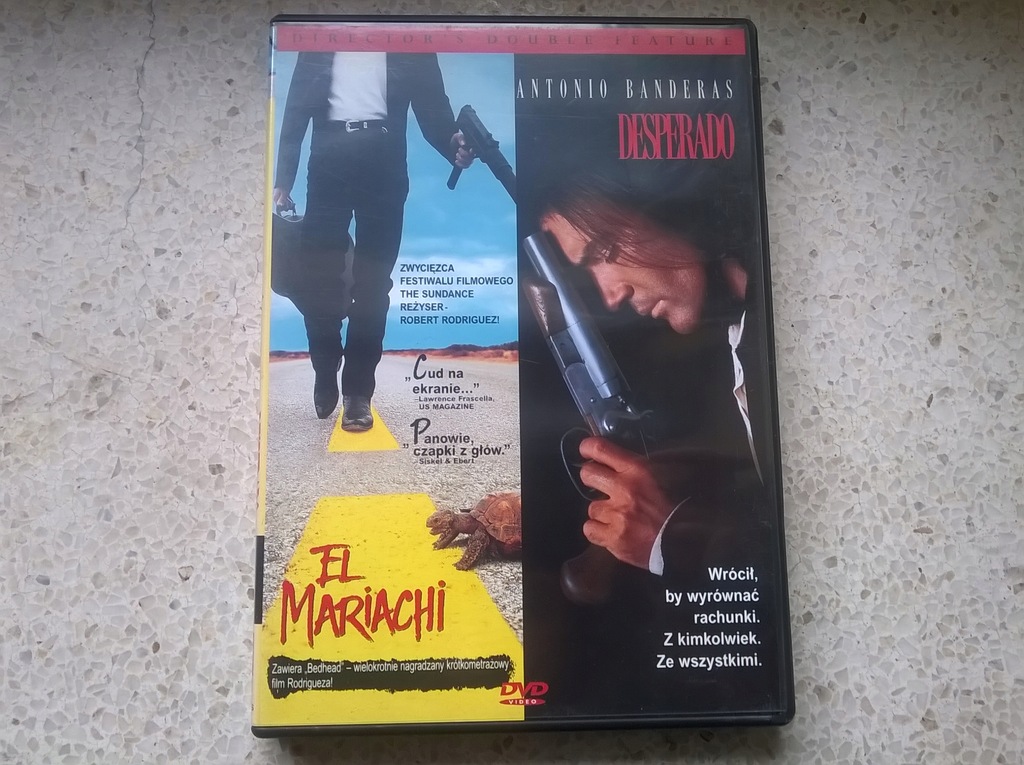 DIRECTOR'S DOUBLE FEATURE
ANTONIO BANDERAS
DESPERADO
ZWYCIĘZCA
FESTIWALU FILMOWEGO
THE SUNDANCE
REŻYSER -
ROBERT RODRIGUEZ!
„Cud na
ekranie..."
–Lawrence Frascella,
US MAGAZINE
„Panowie,
czapki z głów."
– Siskel & Ebert
EL
MARIACHI
Zawiera „Bedhead" – wielokrotnie nagradzany krótkometrażowy
film Rodrigueza!
Wrócił,
by wyrównać
rachunki.
Z kimkolwiek.
Ze wszystkimi.
DVD
VIDEO